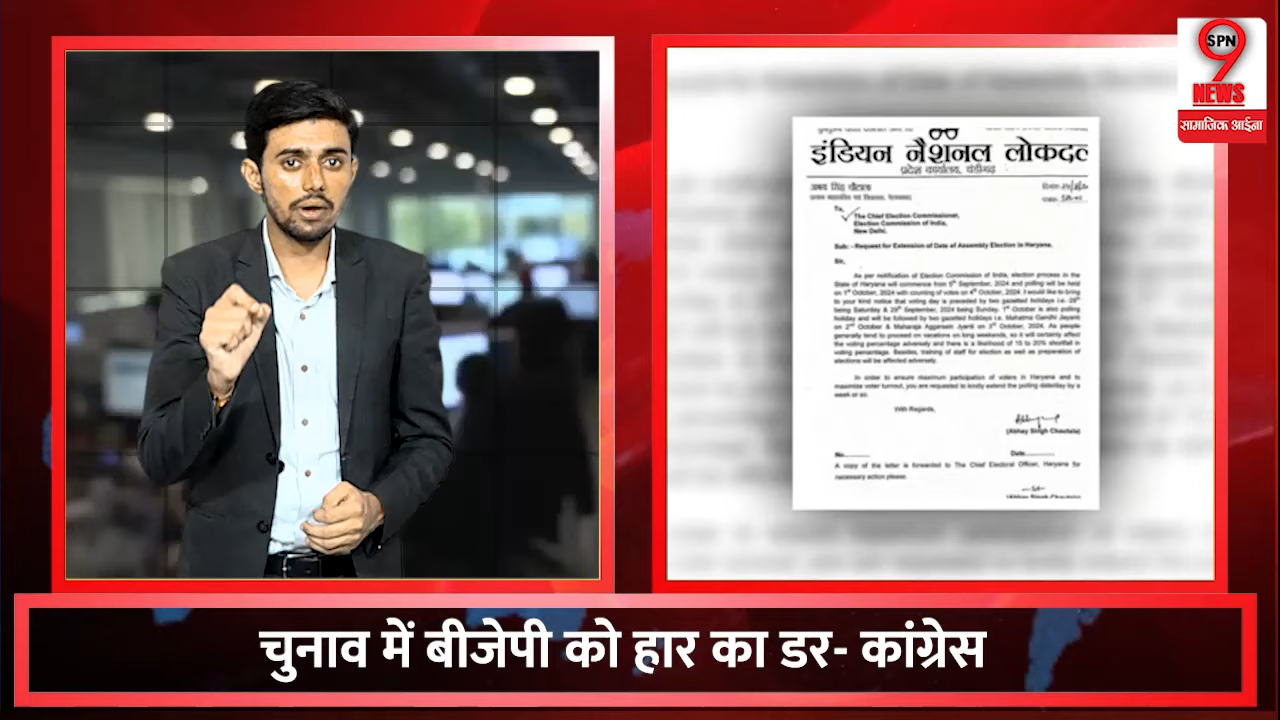 SPN
9
NEWS
सामाजिक आईना
इंडियन नैशनल लोकदल
प्रदेश कार्यालय, चंडीगढ़
अभय सिंह चौटाला
To,
The Chief Election Commissioner,
Election Commission of India,
New Delhi.
Sub: - Request for Extension of Date of Assembly Election in Haryana.
Sir,
As per notification of Election Commission of India, election process in the
State of Haryana will commence from 5th September, 2024 and polling will be held
on 1st October, 2024 with counting of votes on 4th October, 2024. I would like to bring
to your kind notice that voting day is preceded by two gazetted holidays i.e. 28th
being Saturday & 29th September, 2024 being Sunday. 1st October is also polling
holiday and will be followed by two gazetted holidays i.e. Mahatma Gandhi Jayanti
on 2nd October & Maharaja Aggarsein Jyanti on 3rd October, 2024. As people
generally tend to proceed on vacations on long weekends, so it will certainly affect
the voting percentage adversely and there is a likelihood of 15 to 20% shortfall in
voting percentage. Besides, training of staff for election as well as preparation of
elections will be affected adversely.
In order to ensure maximum participation of voters in Haryana and to
maximize voter turnout, you are requested to kindly extend the polling date/day by a
week or so.
With Regards,
(Abhay Singh Chautala)
No........... Date............
A copy of the letter is forwarded to The Chief Electoral Officer, Haryana for
necessary action please.
(Abhay Singh Chautala)
चुनाव में बीजेपी को हार का डर- कांग्रेस